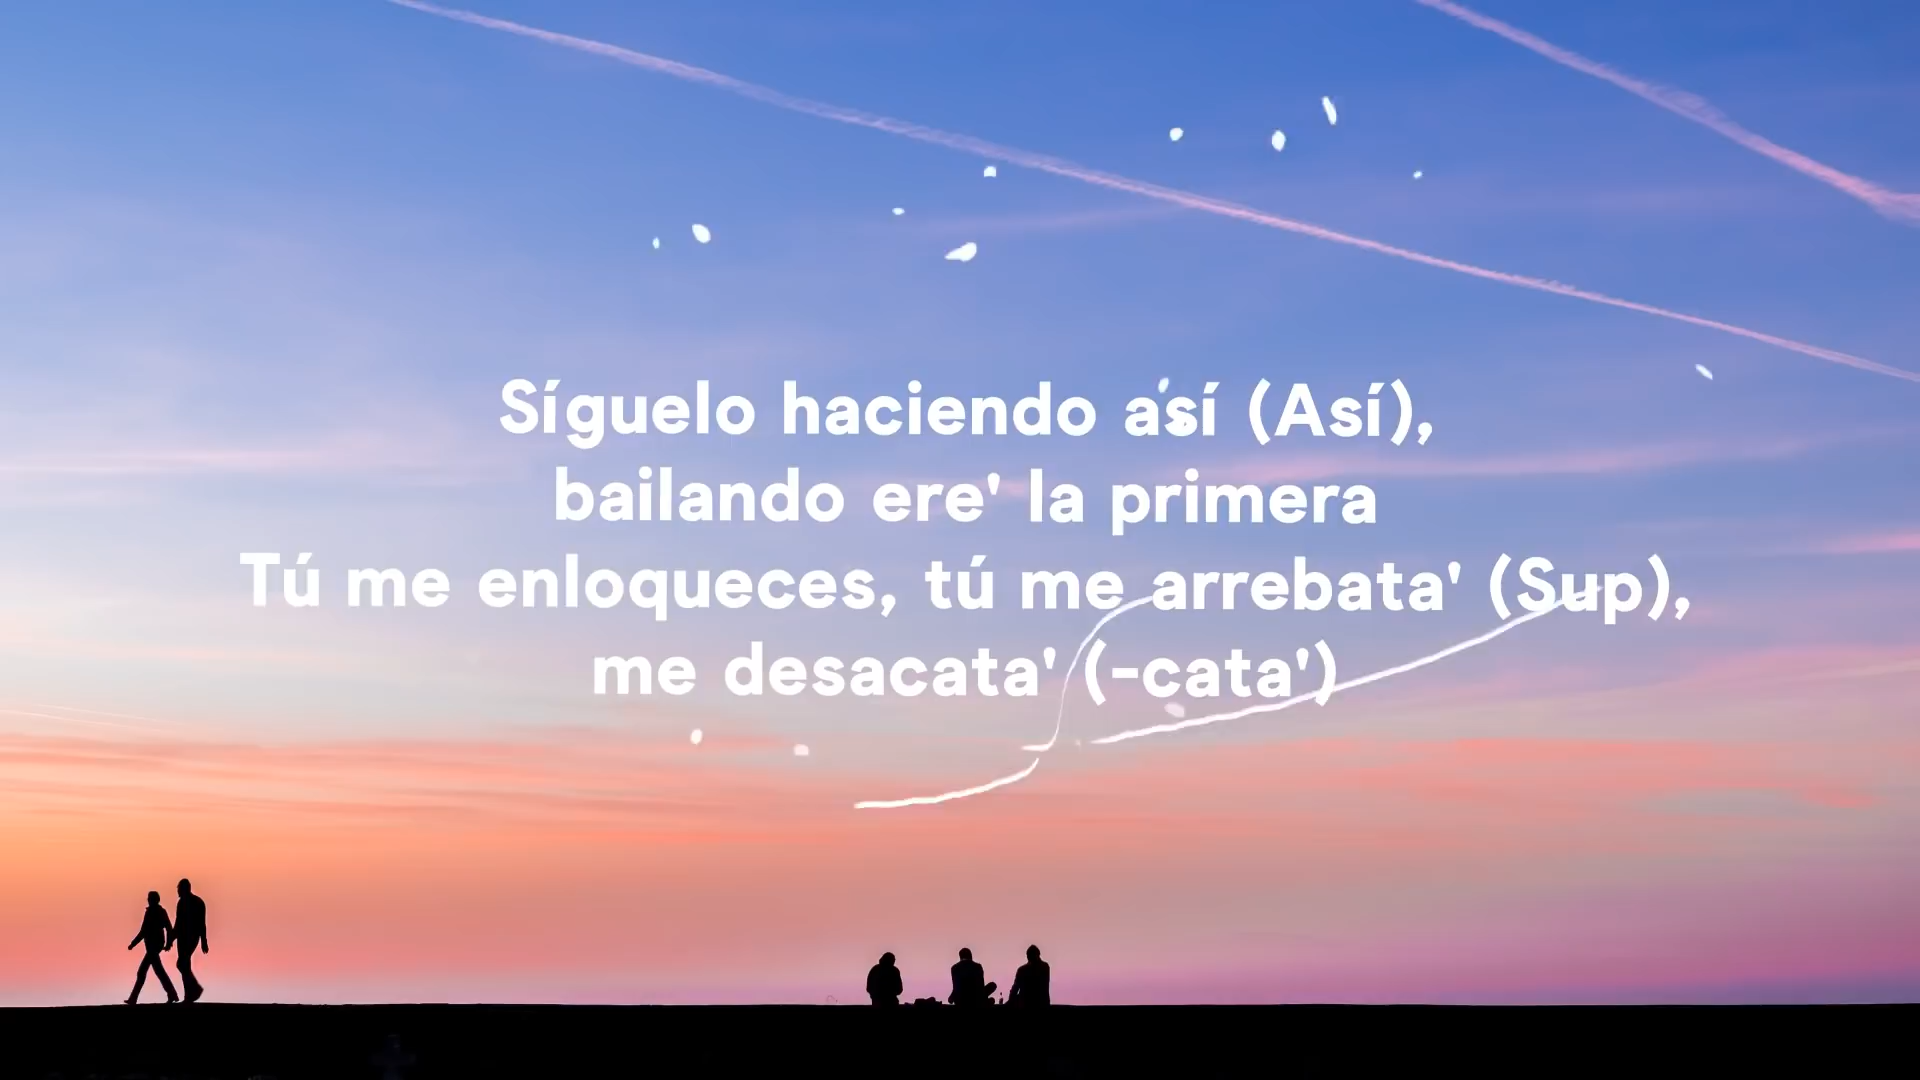 Síguelo haciendo así (Así),
bailando ere' la primera
Tú me enloqueces, tú me arrebata' (Sup),
me desacata' (-cata')